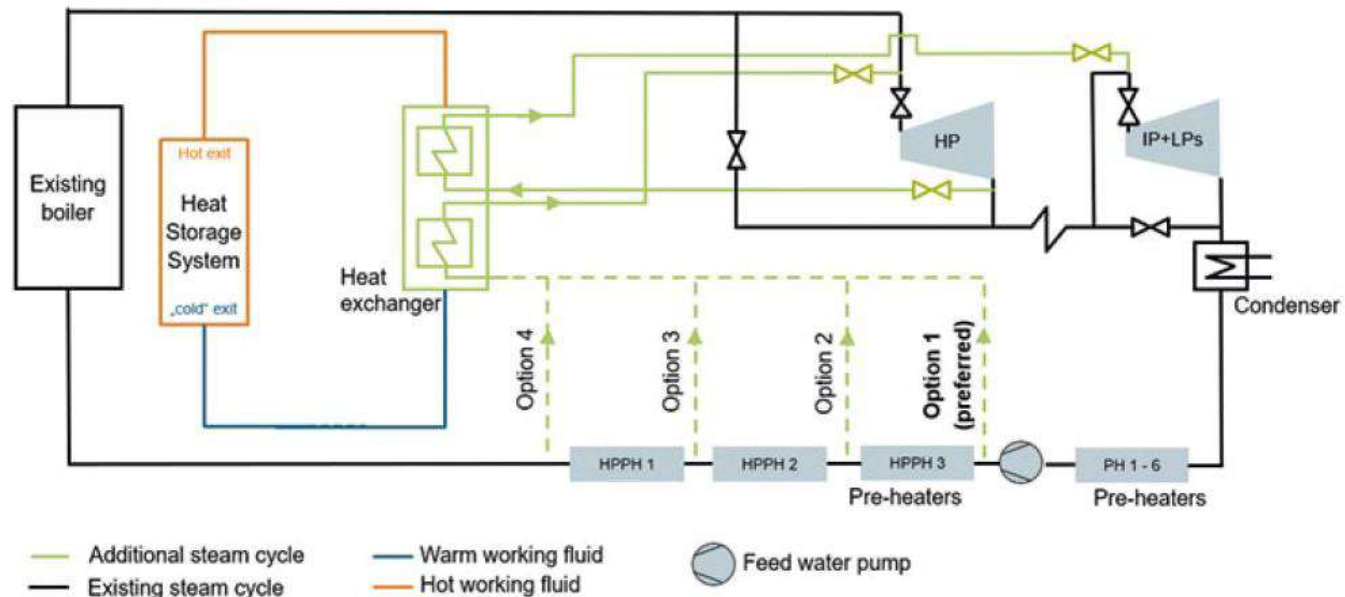 Existing
boiler
Hot exit
Heat
Storage
System
„cold“ exit
Heat
exchanger
HP
IP+LPs
Condenser
Option 4
Option 3
Option 2
Option 1
(preferred)
HPPH 1
HPPH 2
HPPH 3
PH 1 - 6
Pre-heaters
Pre-heaters
Additional steam cycle
Existing steam cycle
Warm working fluid
Hot working fluid
Feed water pump